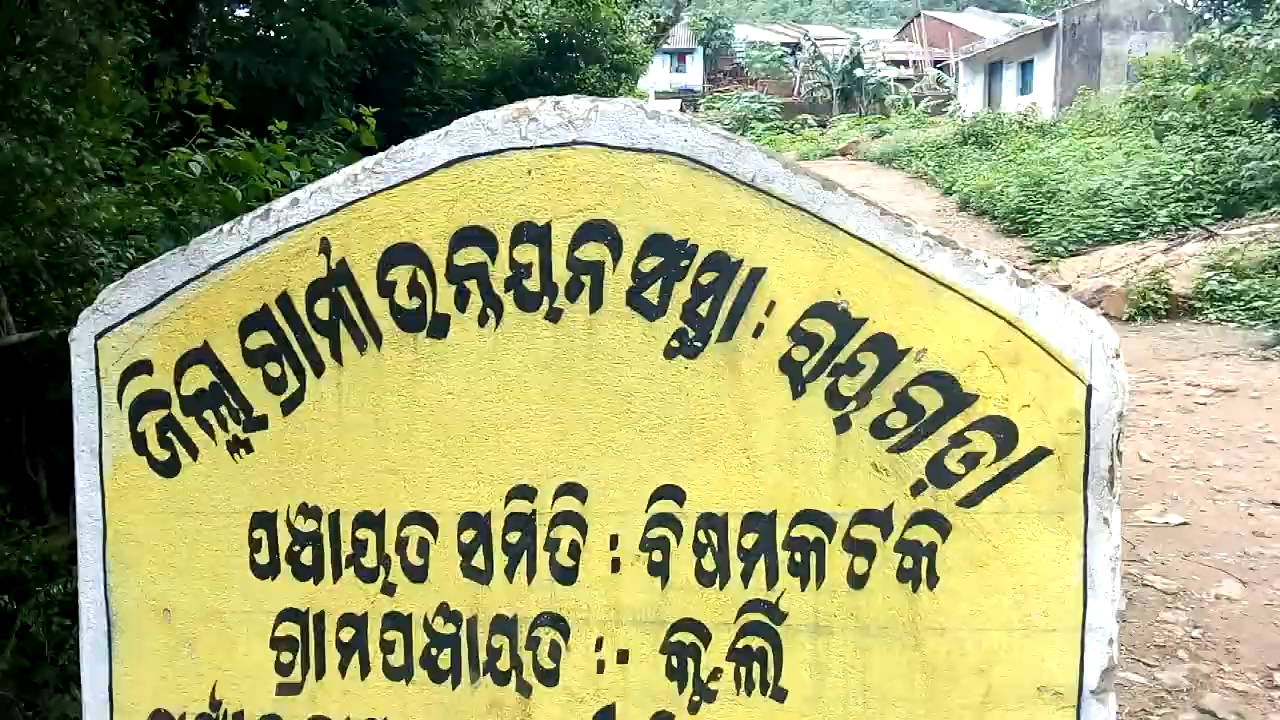 ଜିଲ୍ଲା ଗ୍ରାର୍ମୀ ଉନ୍ନୟନ ସଂସ୍ଥା : ରାୟଗଡ଼ା
ପଞ୍ଚାୟତ ସମିତି : ବିଷମକଟକ
ଗ୍ରାମପଞ୍ଚାୟତ :- କୁର୍ଲି